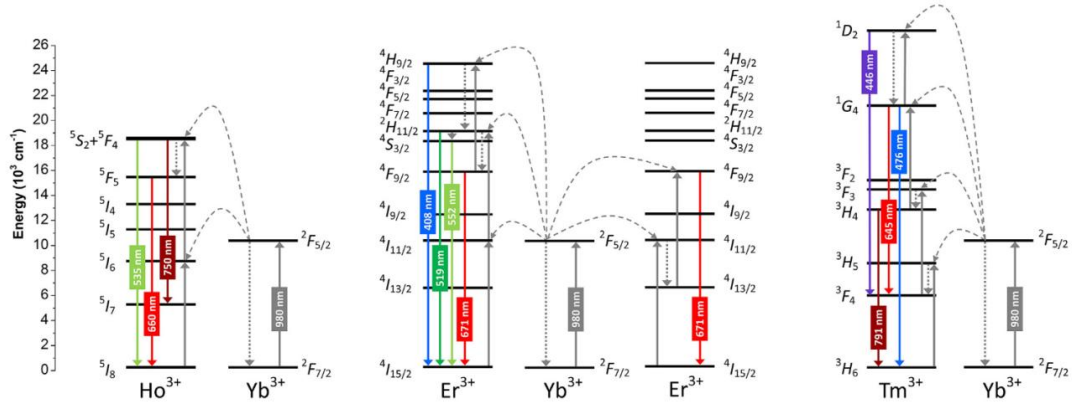 Energy (10³ cm⁻¹)
26
24
22
20
18
16
14
12
10
8
6
4
2
0
⁵S₂+⁵F₄
⁵F₅
⁵I₄
⁵I₅
⁵I₆
⁵I₇
⁵I₈
535 nm
660 nm
750 nm
Ho³⁺
²F₅/₂
980 nm
²F₇/₂
Yb³⁺
⁴H₉/₂
⁴F₃/₂
⁴F₅/₂
⁴F₇/₂
²H₁₁/₂
⁴S₃/₂
⁴F₉/₂
⁴I₉/₂
⁴I₁₁/₂
⁴I₁₃/₂
⁴I₁₅/₂
408 nm
519 nm
552 nm
671 nm
Er³⁺
²F₅/₂
980 nm
²F₇/₂
Yb³⁺
⁴H₉/₂
⁴F₃/₂
⁴F₅/₂
⁴F₇/₂
²H₁₁/₂
⁴S₃/₂
⁴F₉/₂
⁴I₉/₂
⁴I₁₁/₂
⁴I₁₃/₂
⁴I₁₅/₂
671 nm
Er³⁺
¹D₂
¹G₄
³F₂
³F₃
³H₄
³H₅
³F₄
³H₆
446 nm
645 nm
476 nm
791 nm
Tm³⁺
²F₅/₂
980 nm
²F₇/₂
Yb³⁺